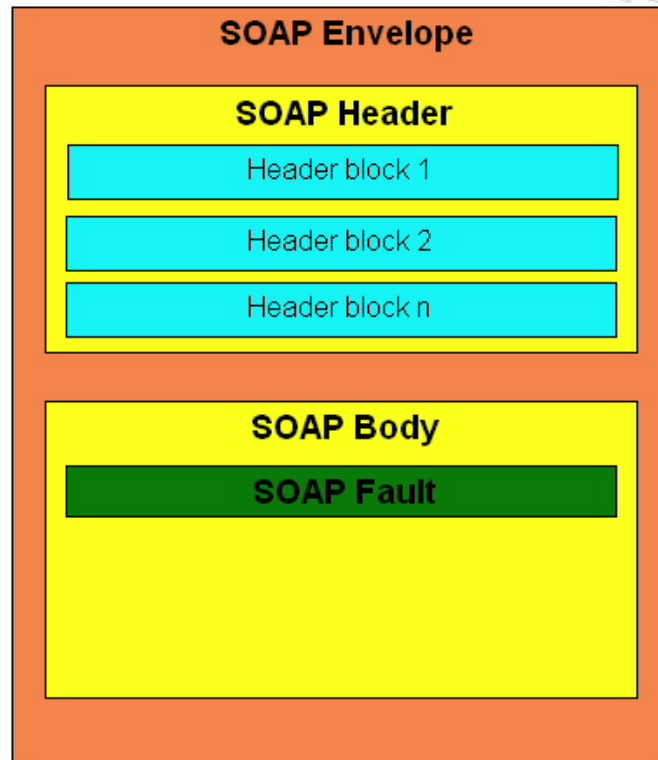 SOAP Envelope
SOAP Header
Header block 1
Header block 2
Header block n
SOAP Body
SOAP Fault